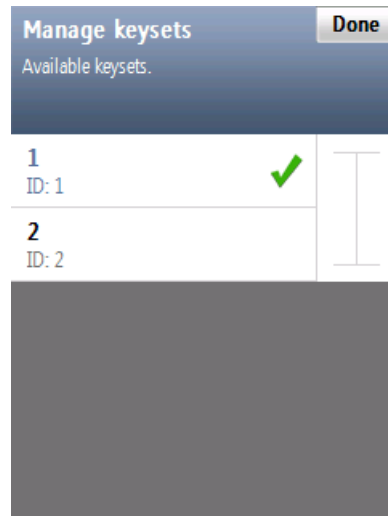 Manage keysets
Done
Available keysets.
1
ID: 1
2
ID: 2